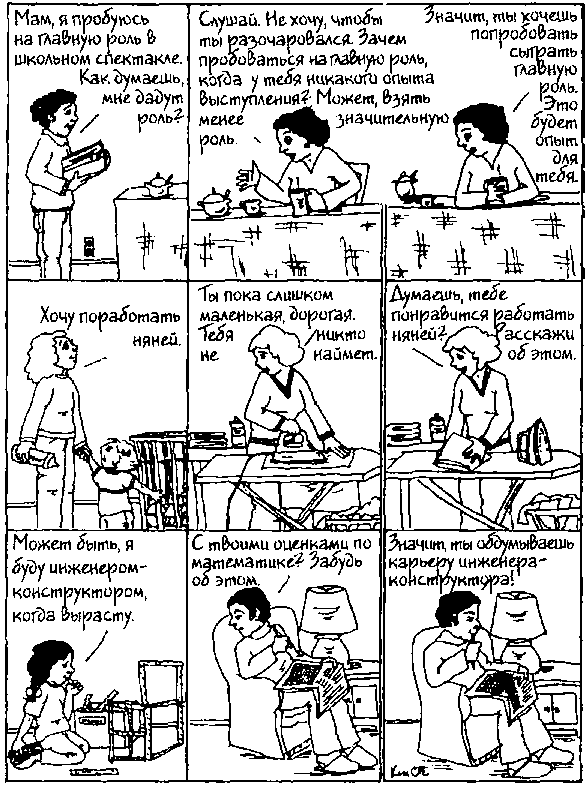 Мам, я пробуюсь
на главную роль в
школьном спектакле.
Как думаешь,
мне дадут
роль?
Слушай. Не хочу, чтобы
ты разочаровался. Зачем
пробоваться на главную роль,
когда у тебя никакого опыта
выступления? Может, взять
менее значительную
роль.
Значит, ты хочешь
попробовать
сыграть
главную
роль.
Это
будет
опыт
для
тебя.
Хочу поработать
няней.
Ты пока слишком
маленькая, дорогая.
Тебя никто
не наймет.
Думаешь, тебе
понравится работать
няней? Расскажи
об этом.
Может быть, я
буду инженером-
конструктором,
когда вырасту.
С твоими оценками по
математике? Забудь
об этом.
Значит, ты обдумываешь
карьеру инженера-
конструктора!